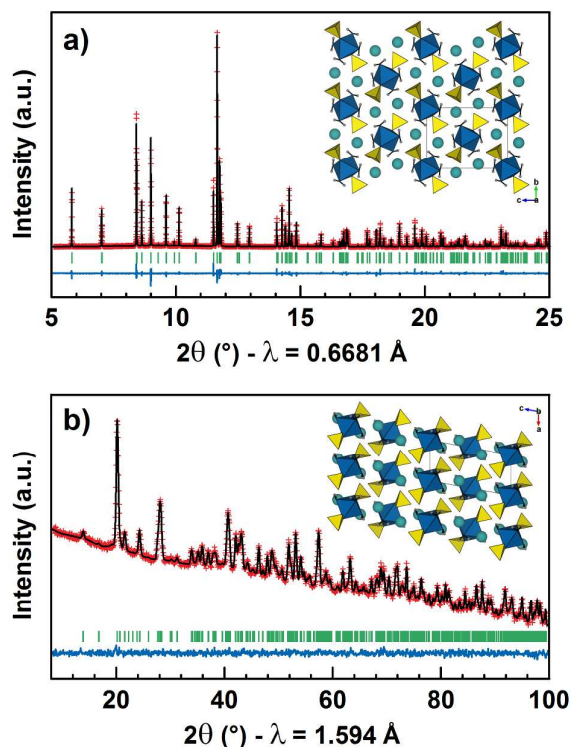 a)
Intensity (a.u.)
b
c
a
5
10
15
20
25
2θ (°) - λ = 0.6681 Å
b)
Intensity (a.u.)
c
b
a
20
40
60
80
100
2θ (°) - λ = 1.594 Å